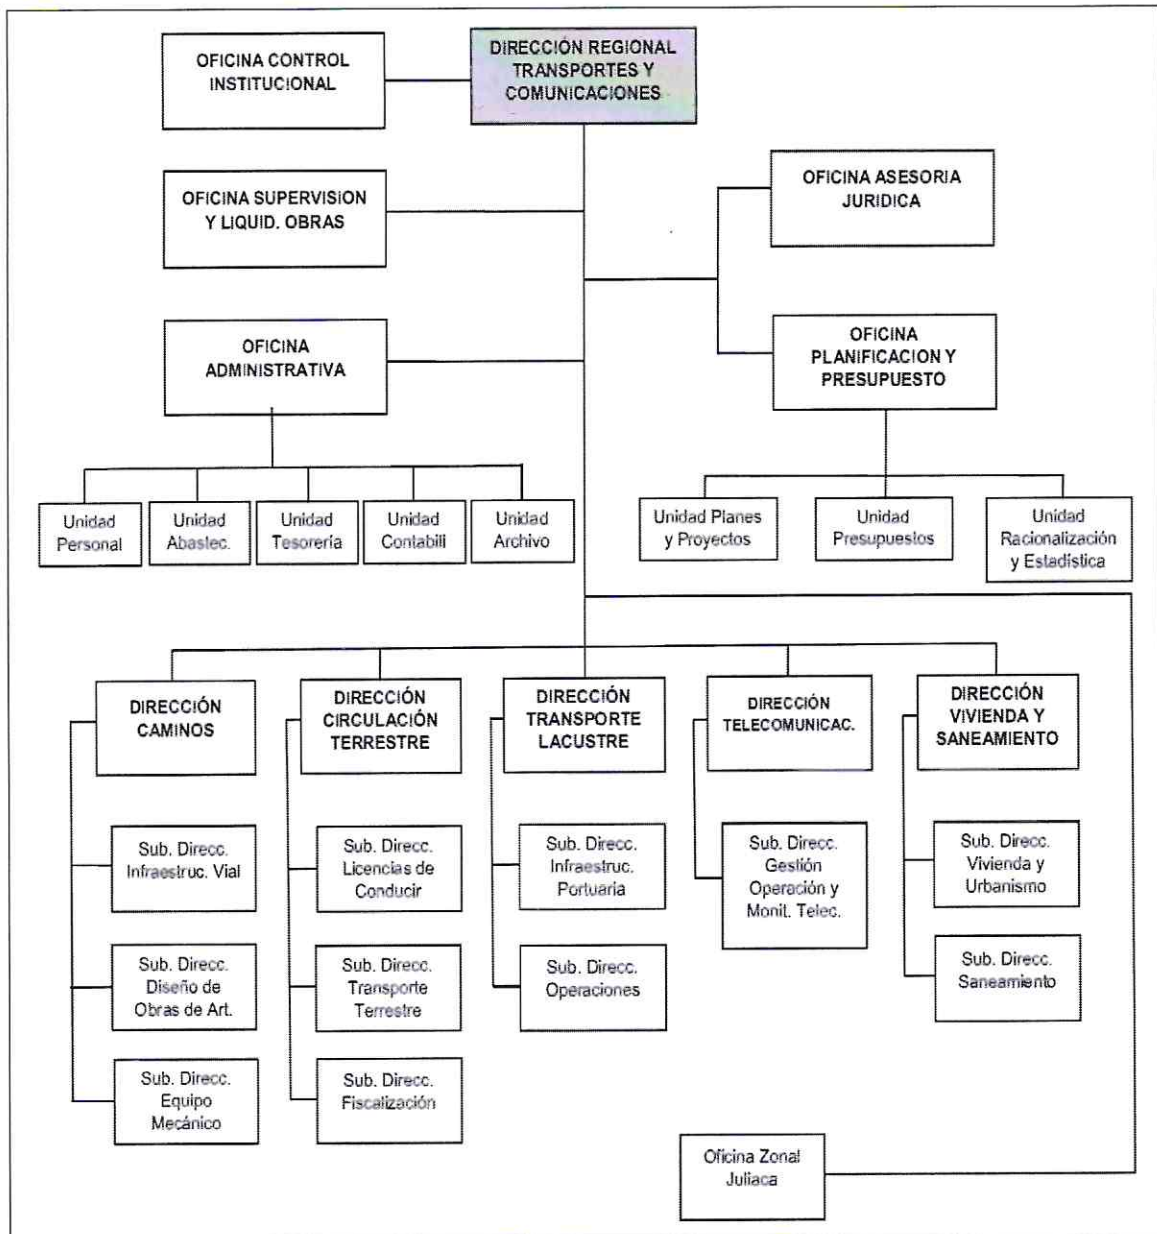 OFICINA CONTROL
INSTITUCIONAL
DIRECCIÓN REGIONAL
TRANSPORTES Y
COMUNICACIONES
OFICINA SUPERVISION
Y LIQUID. OBRAS
OFICINA ASESORIA
JURIDICA
OFICINA
ADMINISTRATIVA
OFICINA
PLANIFICACION Y
PRESUPUESTO
Unidad
Personal
Unidad
Abastec.
Unidad
Tesorería
Unidad
Contabili
Unidad
Archivo
Unidad Planes
y Proyectos
Unidad
Presupuestos
Unidad
Racionalización
y Estadística
DIRECCIÓN
CAMINOS
DIRECCIÓN
CIRCULACIÓN
TERRESTRE
DIRECCIÓN
TRANSPORTE
LACUSTRE
DIRECCIÓN
TELECOMUNICAC.
DIRECCIÓN
VIVIENDA Y
SANEAMIENTO
Sub. Direcc.
Infraestruc. Vial
Sub. Direcc.
Licencias de
Conducir
Sub. Direcc.
Infraestruc.
Portuaria
Sub. Direcc.
Gestión
Operación y
Monit. Telec.
Sub. Direcc.
Vivienda y
Urbanismo
Sub. Direcc.
Diseño de
Obras de Art.
Sub. Direcc.
Transporte
Terrestre
Sub. Direcc.
Operaciones
Sub. Direcc.
Saneamiento
Sub. Direcc.
Equipo
Mecánico
Sub. Direcc.
Fiscalización
Oficina Zonal
Juliaca